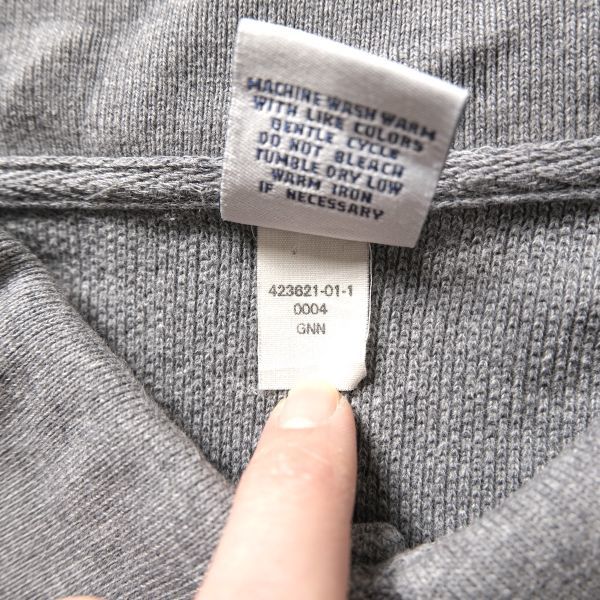 MACHINE WASH WARM
WITH LIKE COLORS
GENTLE CYCLE
DO NOT BLEACH
TUMBLE DRY LOW
WARM IRON
IF NECESSARY
423621-01-1
0004
GNN